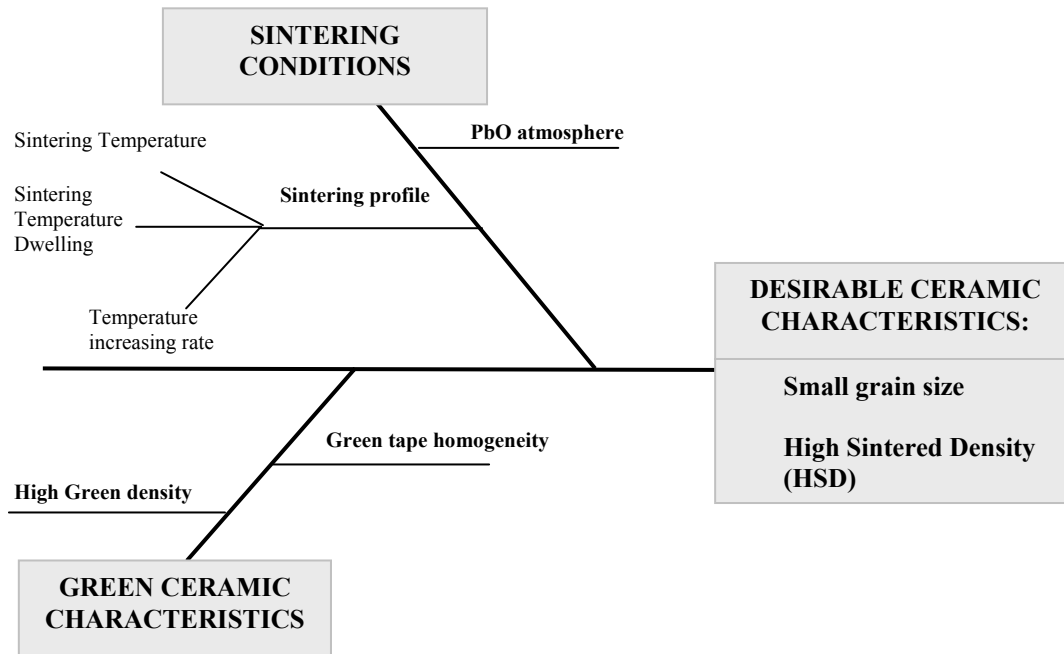 SINTERING
CONDITIONS
PbO atmosphere
Sintering Temperature
Sintering profile
Sintering
Temperature
Dwelling
Temperature
increasing rate
DESIRABLE CERAMIC
CHARACTERISTICS:
Small grain size
High Sintered Density
(HSD)
Green tape homogeneity
High Green density
GREEN CERAMIC
CHARACTERISTICS